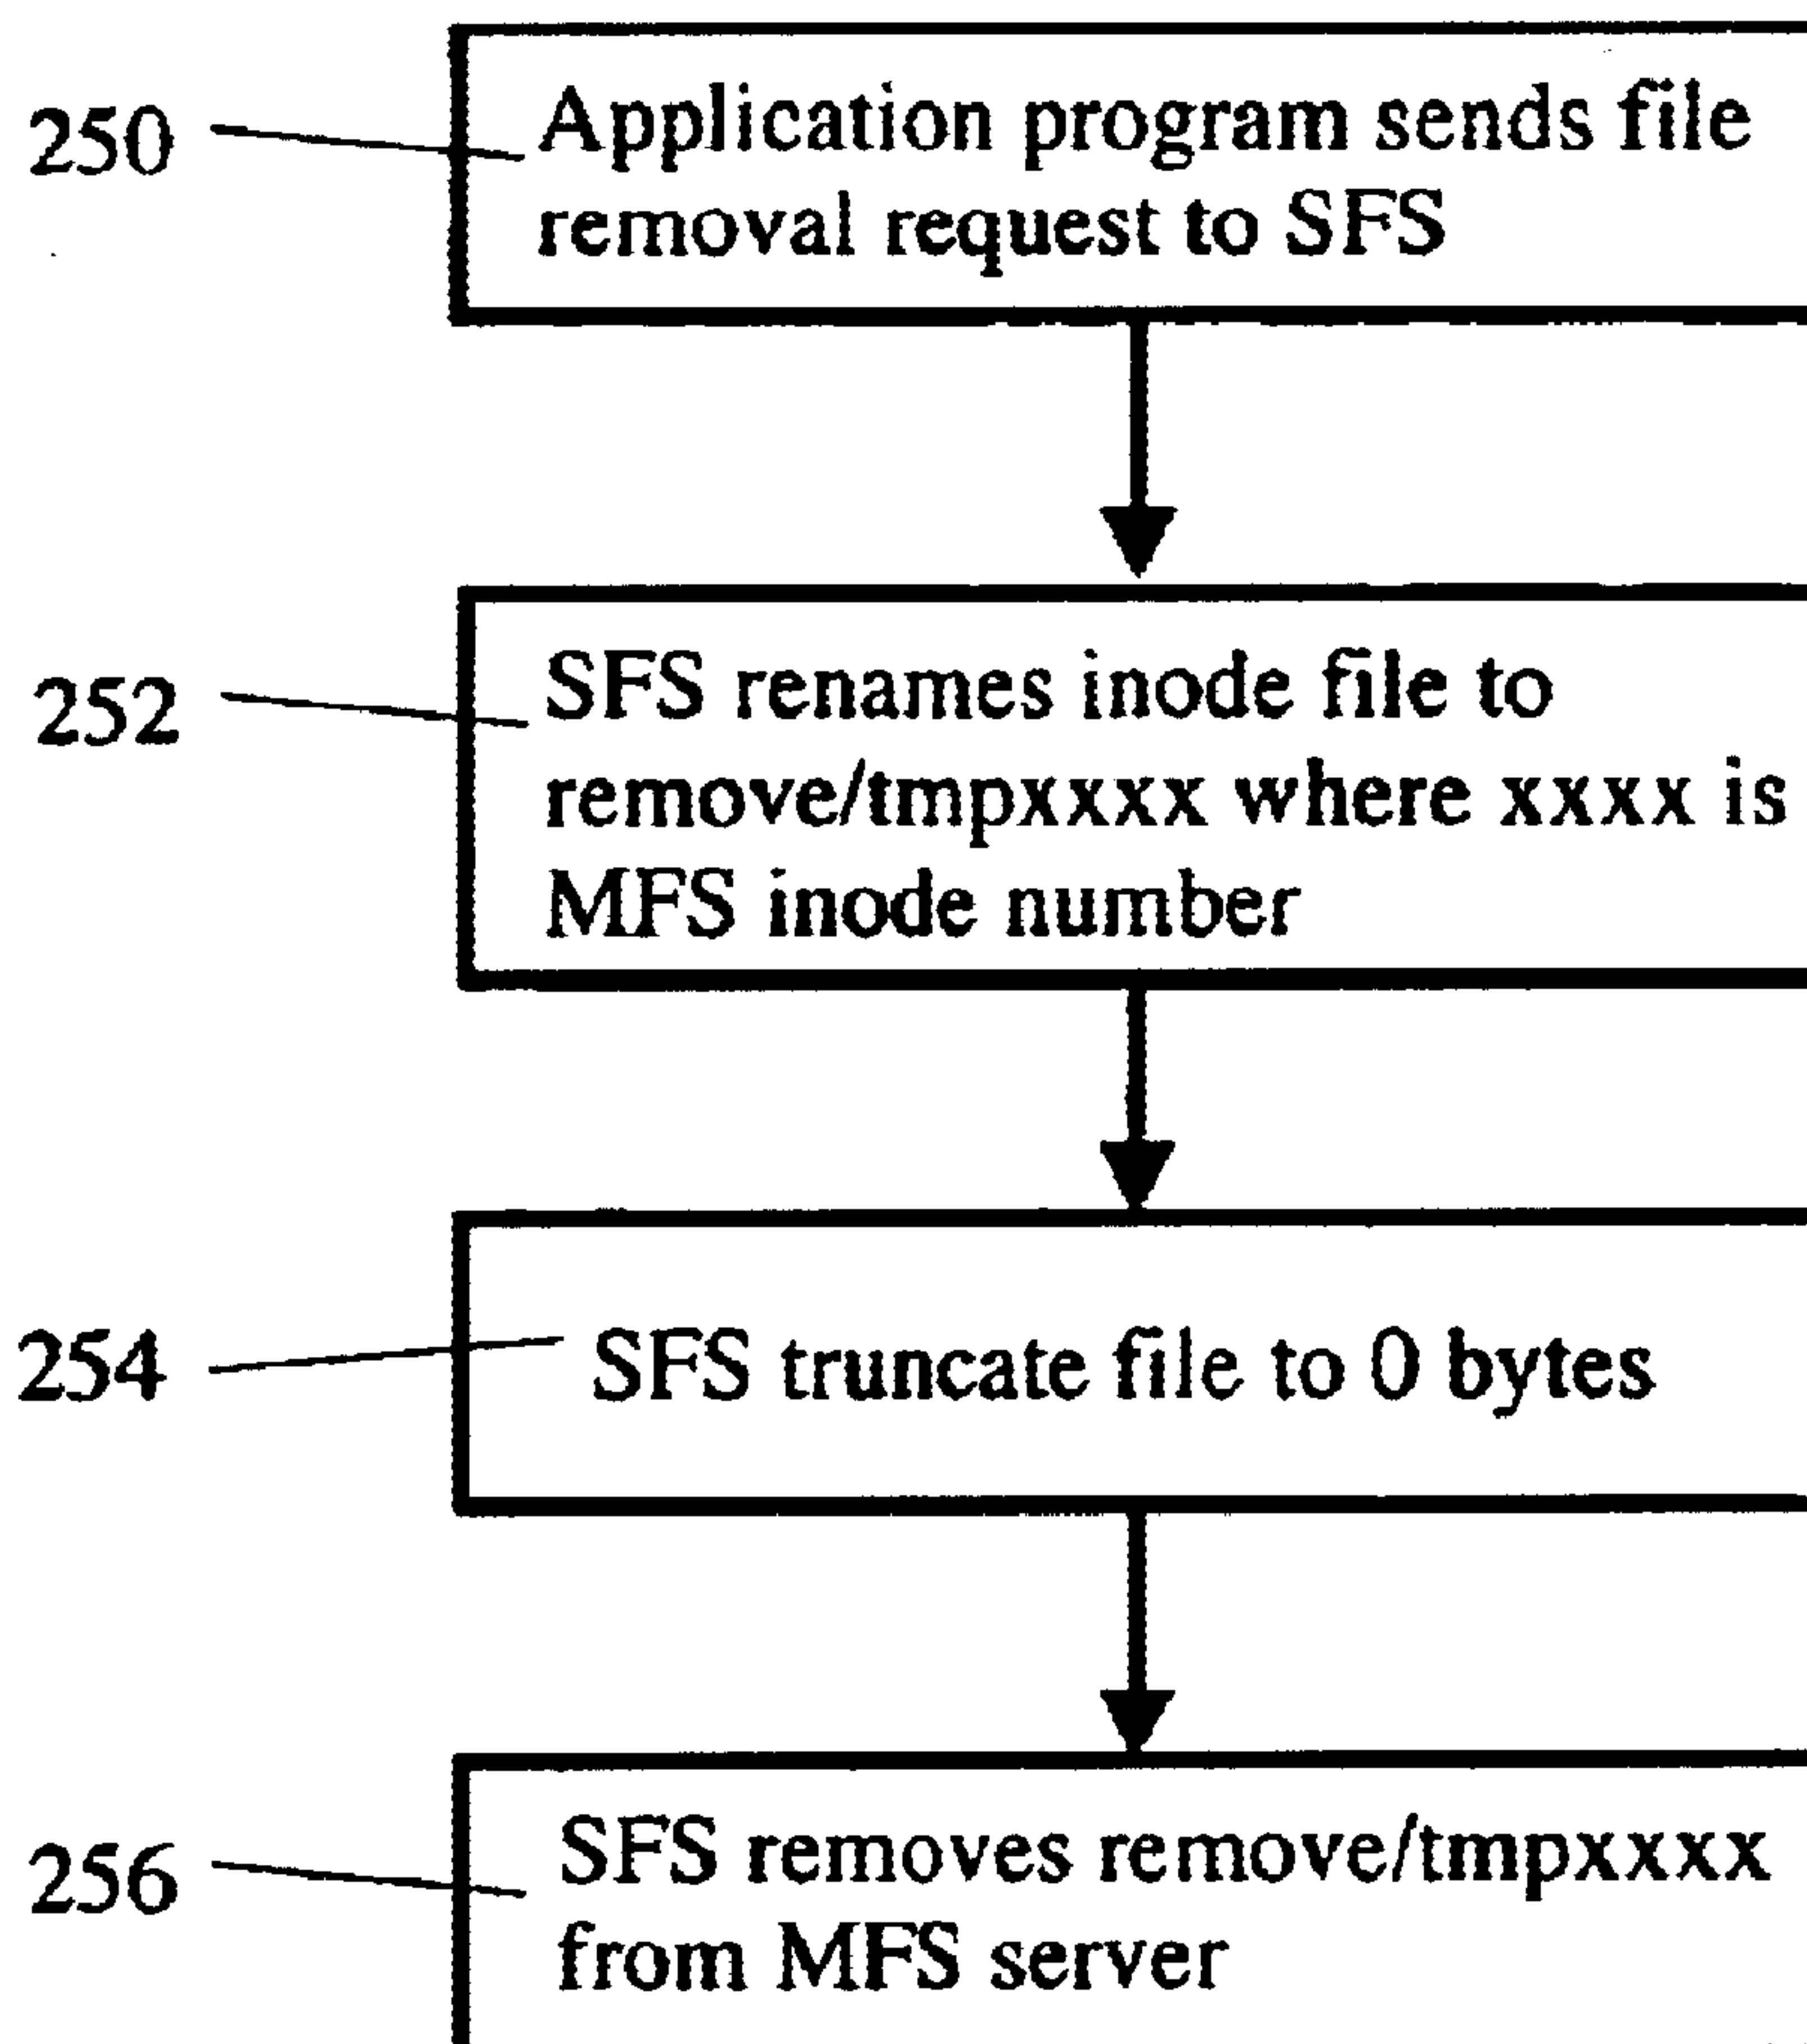 250
Application program sends file
removal request to SFS
252
SFS renames inode file to
remove/tmpxxxx where xxxx is
MFS inode number
254
SFS truncate file to 0 bytes
256
SFS removes remove/tmpxxxx
from MFS server